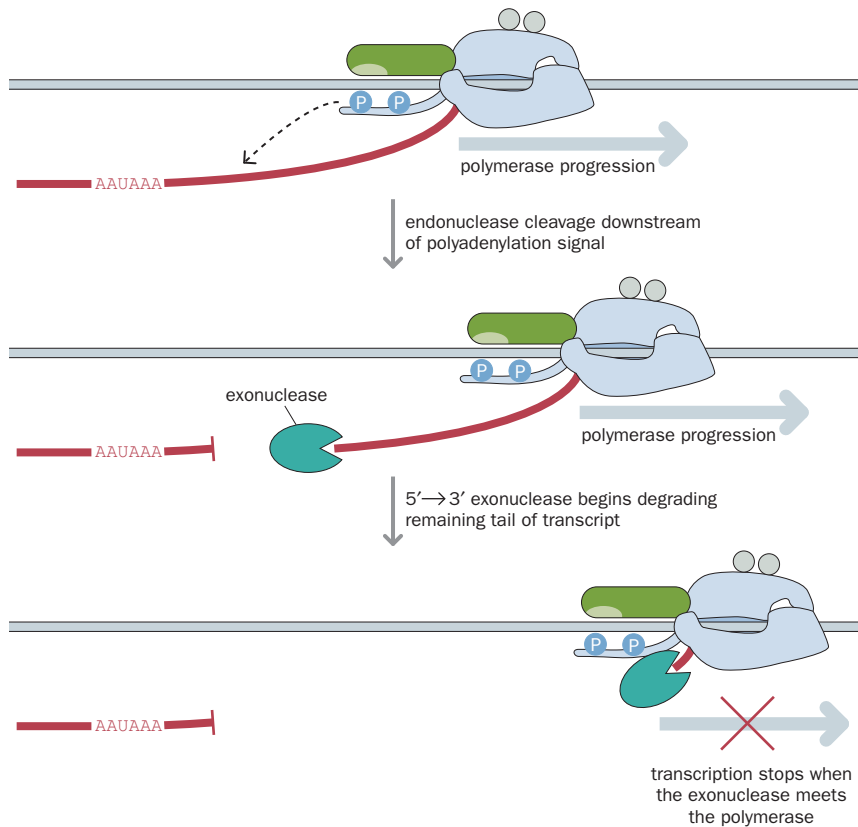 P P
polymerase progression
AAUAAA
endonuclease cleavage downstream
of polyadenylation signal
P P
exonuclease
polymerase progression
AAUAAA
5′→3′ exonuclease begins degrading
remaining tail of transcript
P P
AAUAAA
transcription stops when
the exonuclease meets
the polymerase